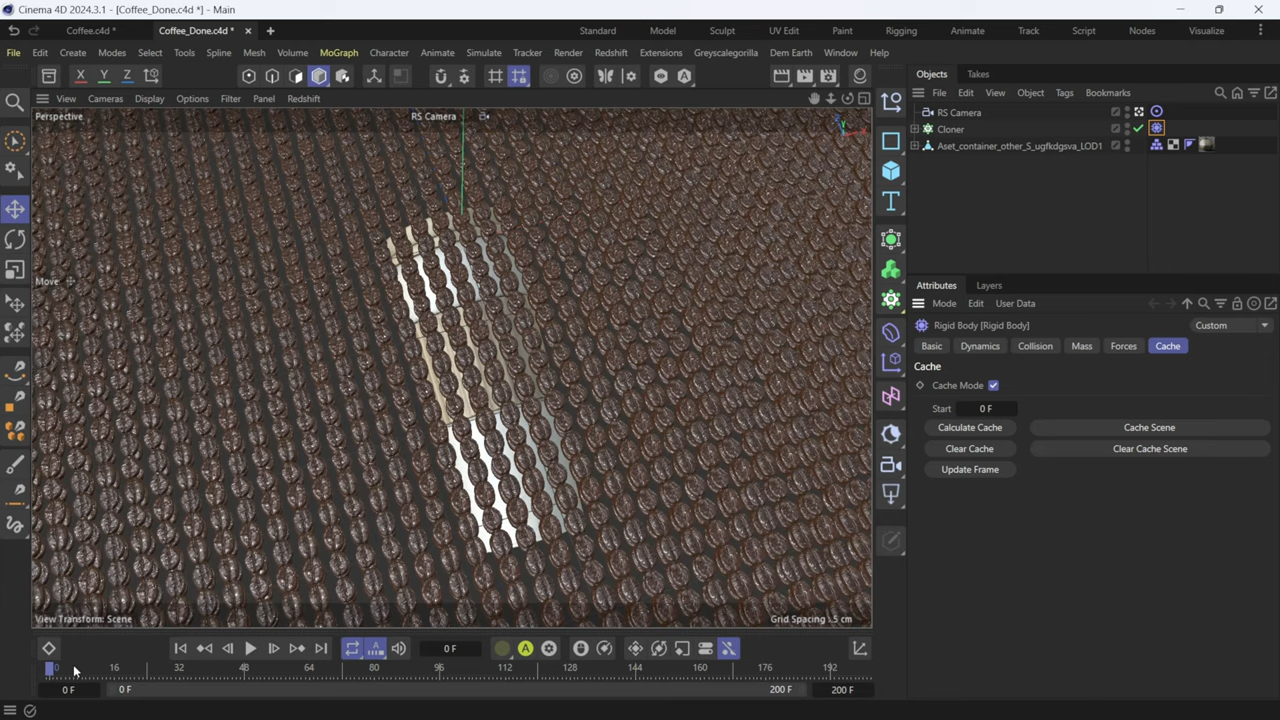 Cinema 4D 2024.3.1 - [Coffee_Done.c4d *] - Main
Coffee.c4d * Coffee_Done.c4d *
Standard Model Sculpt UV Edit Paint Rigging Animate Track Script Nodes Visualize
File Edit Create Modes Select Tools Spline Mesh Volume MoGraph Character Animate Simulate Tracker Render Redshift Extensions Greyscalegorilla Dem Earth Window Help
X Y Z
Objects Takes
File Edit View Object Tags Bookmarks
View Cameras Display Options Filter Panel Redshift
Perspective RS Camera
RS Camera
Cloner
Aset_container_other_S_ugfkdgsva_LOD1
Move
Attributes Layers
Mode Edit User Data
Rigid Body [Rigid Body] Custom
Basic Dynamics Collision Mass Forces Cache
Cache
Cache Mode
Start 0 F
Calculate Cache Cache Scene
Clear Cache Clear Cache Scene
Update Frame
View Transform: Scene Grid Spacing : 5 cm
0 F
0 16 32 48 64 80 96 112 128 144 160 176 192
0 F 0 F 200 F 200 F